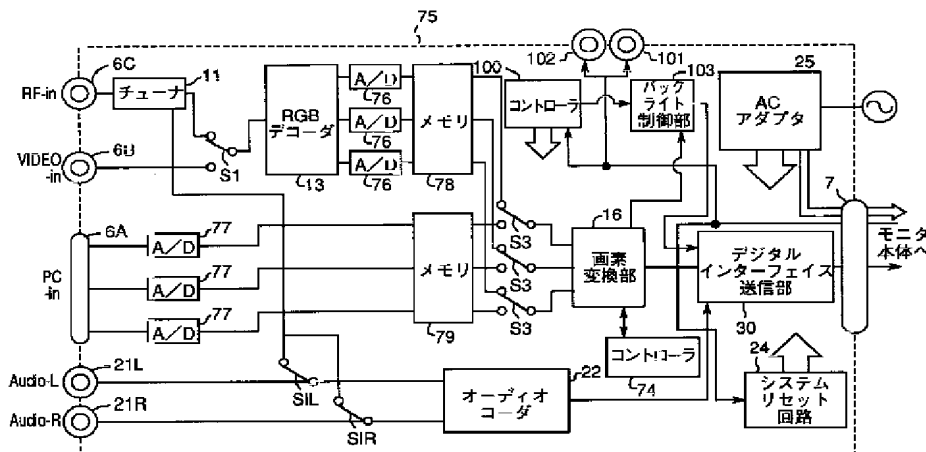 75
6C
RF-in
チューナ
11
6B
VIDEO
-in
S1
RGB
デコーダ
13
A/D
76
A/D
76
A/D
76
メモリ
78
102
101
100
コントローラ
103
バック
ライト
制御部
25
AC
アダプタ
7
モニタ
本体へ
6A
PC
-in
A/D
77
A/D
77
A/D
77
メモリ
79
S3
S3
S3
16
画素
変換部
デジタル
インターフェイス
送信部
30
コントローラ
74
24
システム
リセット
回路
Audio-L
21L
Audio-R
21R
SIL
SIR
22
オーディオ
コーダ